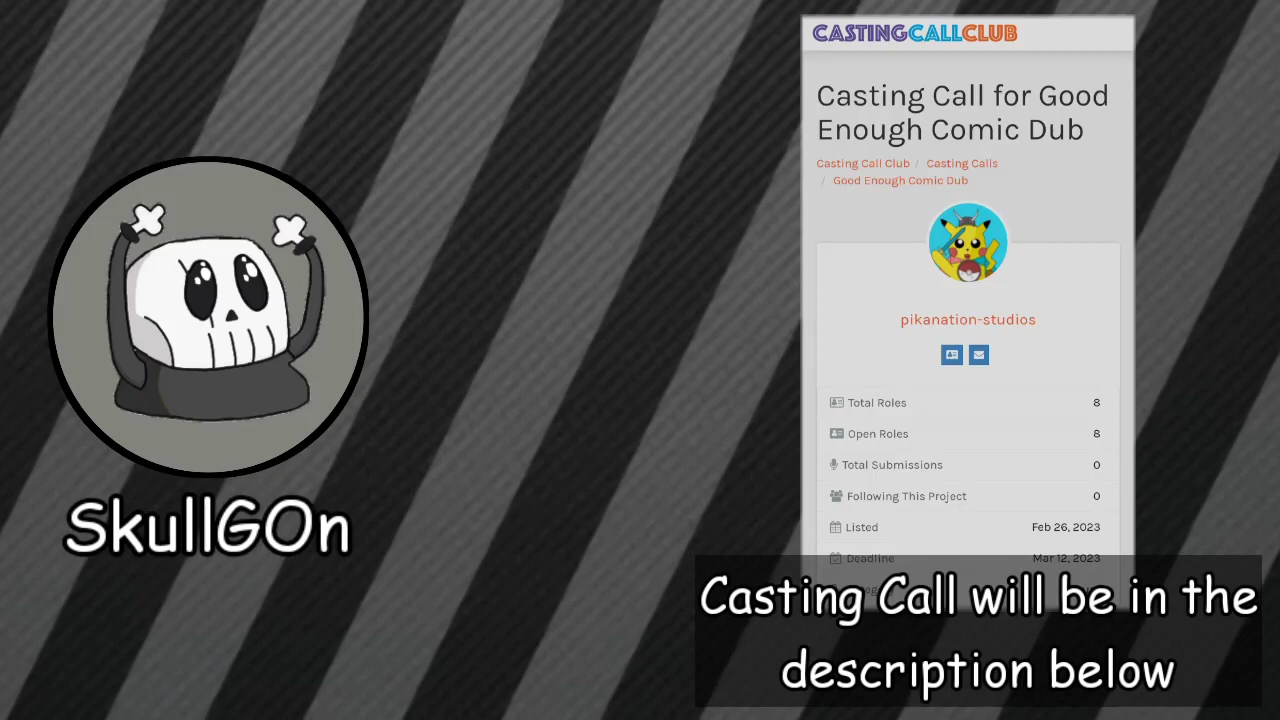 CASTINGCALLCLUB
Casting Call for Good
Enough Comic Dub
Casting Call Club / Casting Calls
/ Good Enough Comic Dub
pikanation-studios
Total Roles 8
Open Roles 8
Total Submissions 0
Following This Project 0
Listed Feb 26, 2023
Deadline Mar 12, 2023
SkullGOn
Casting Call will be in the
description below